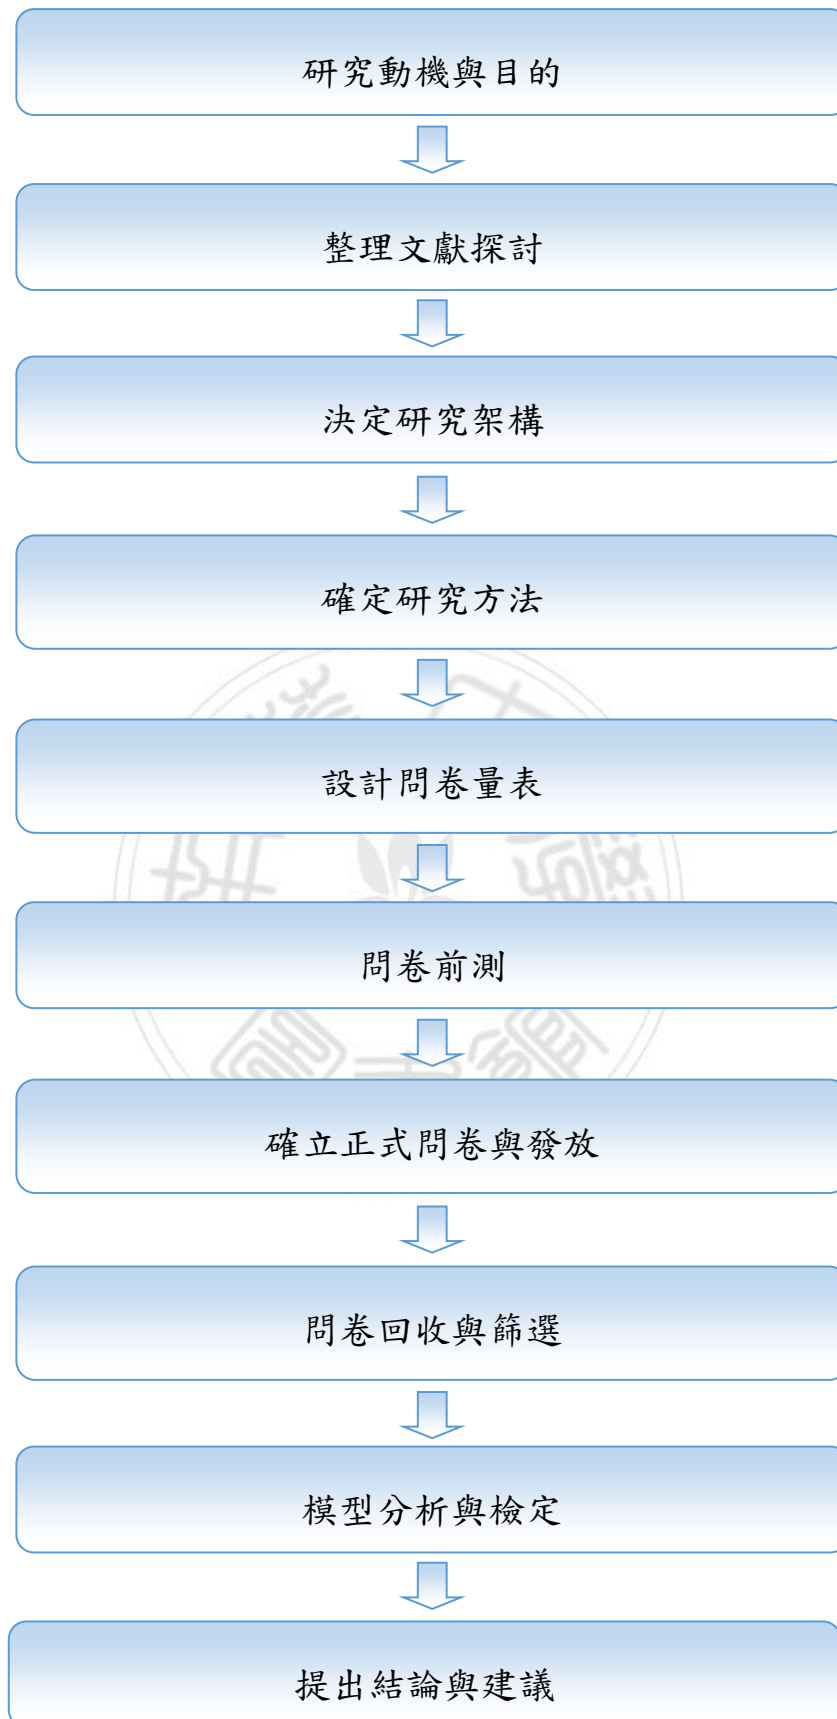 研究動機與目的
整理文獻探討
決定研究架構
確定研究方法
設計問卷量表
問卷前測
確立正式問卷與發放
問卷回收與篩選
模型分析與檢定
提出結論與建議